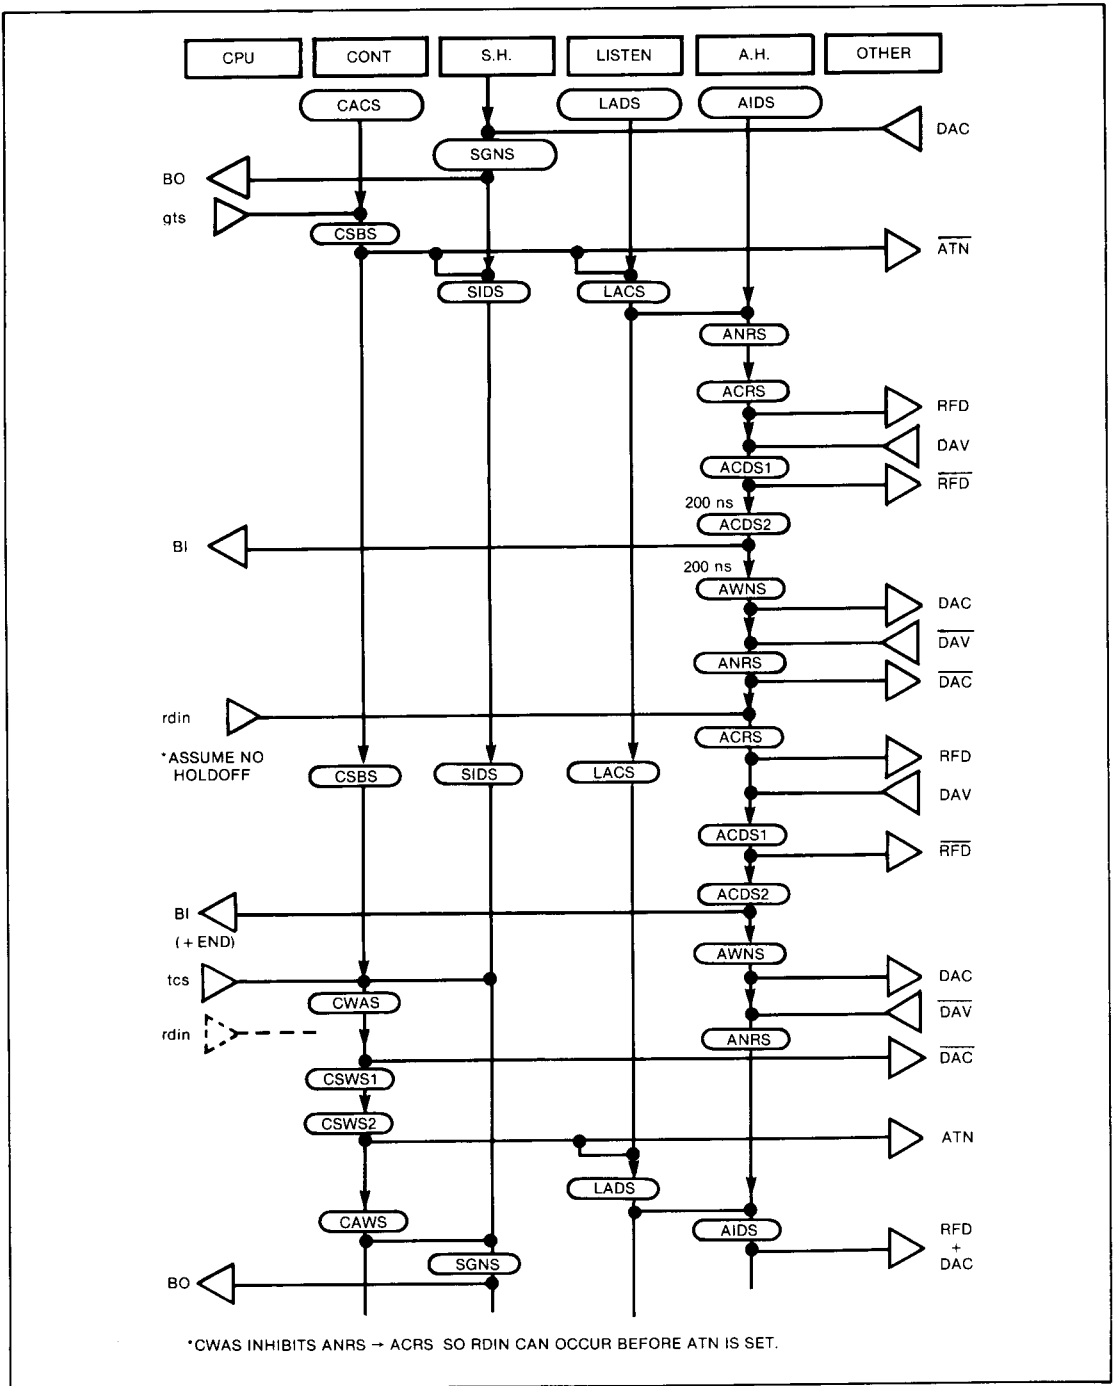 CPU CONT S.H. LISTEN A.H. OTHER
CACS LADS AIDS
DAC
SGNS
BO
gts
CSBS
ATN
SIDS LACS
ANRS
ACRS
RFD
DAV
ACDS1
RFD
200 ns
ACDS2
BI
200 ns
AWNS
DAC
DAV
ANRS
DAC
rdin
ACRS
*ASSUME NO
HOLDOFF
RFD
CSBS SIDS LACS
DAV
ACDS1
RFD
ACDS2
BI
(+ END)
AWNS
tcs
DAC
CWAS
DAV
rdin
ANRS
DAC
CSWS1
CSWS2
ATN
LADS
CAWS
AIDS
RFD
+
DAC
SGNS
BO
*CWAS INHIBITS ANRS → ACRS SO RDIN CAN OCCUR BEFORE ATN IS SET.